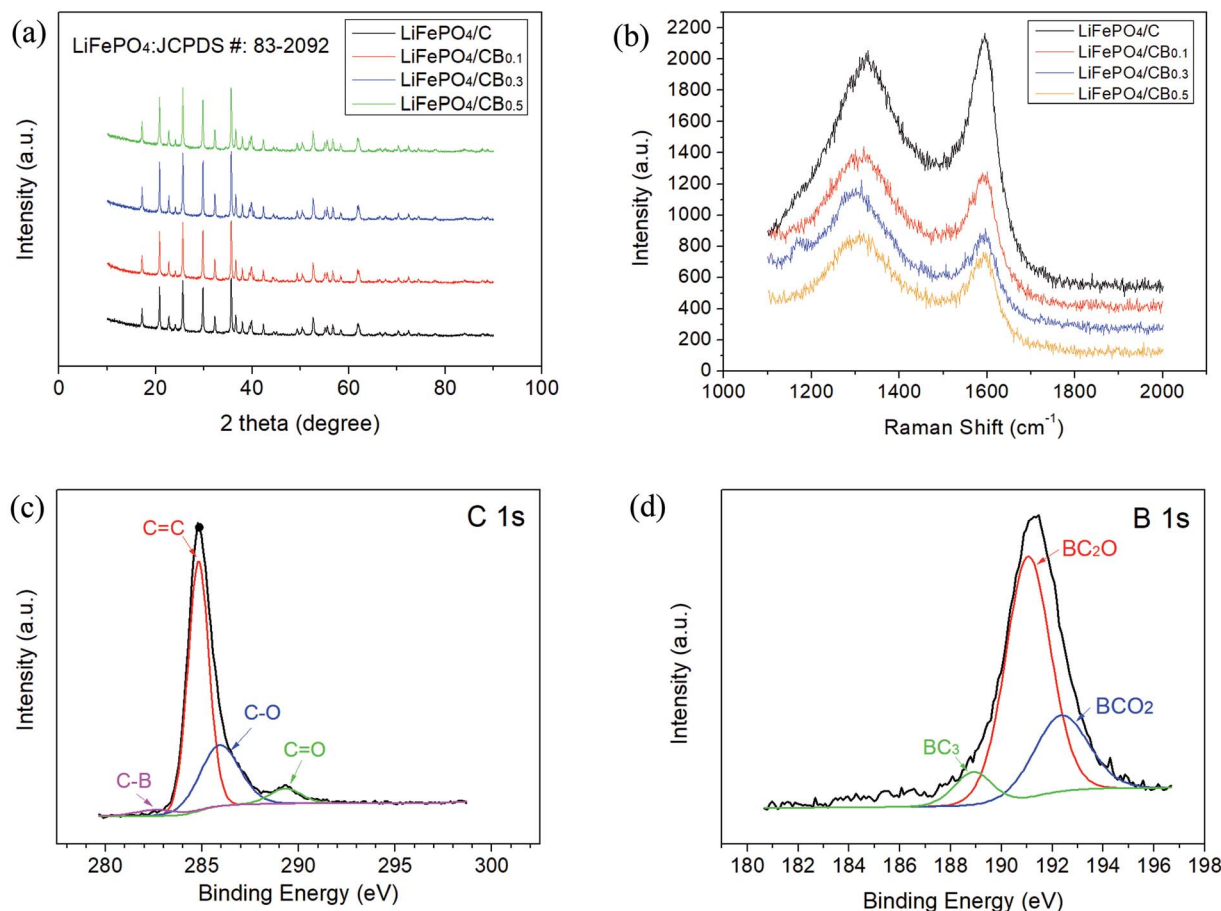 (a)
LiFePO₄:JCPDS #: 83-2092
LiFePO₄/C
LiFePO₄/CB₀.₁
LiFePO₄/CB₀.₃
LiFePO₄/CB₀.₅
Intensity (a.u.)
0 20 40 60 80 100
2 theta (degree)
(b)
LiFePO₄/C
LiFePO₄/CB₀.₁
LiFePO₄/CB₀.₃
LiFePO₄/CB₀.₅
Intensity (a.u.)
2200
2000
1800
1600
1400
1200
1000
800
600
400
200
0
1000 1200 1400 1600 1800 2000
Raman Shift (cm⁻¹)
(c)
C 1s
C=C
C-O
C=O
C-B
Intensity (a.u.)
280 285 290 295 300
Binding Energy (eV)
(d)
B 1s
BC₂O
BCO₂
BC₃
Intensity (a.u.)
180 182 184 186 188 190 192 194 196 198
Binding Energy (eV)